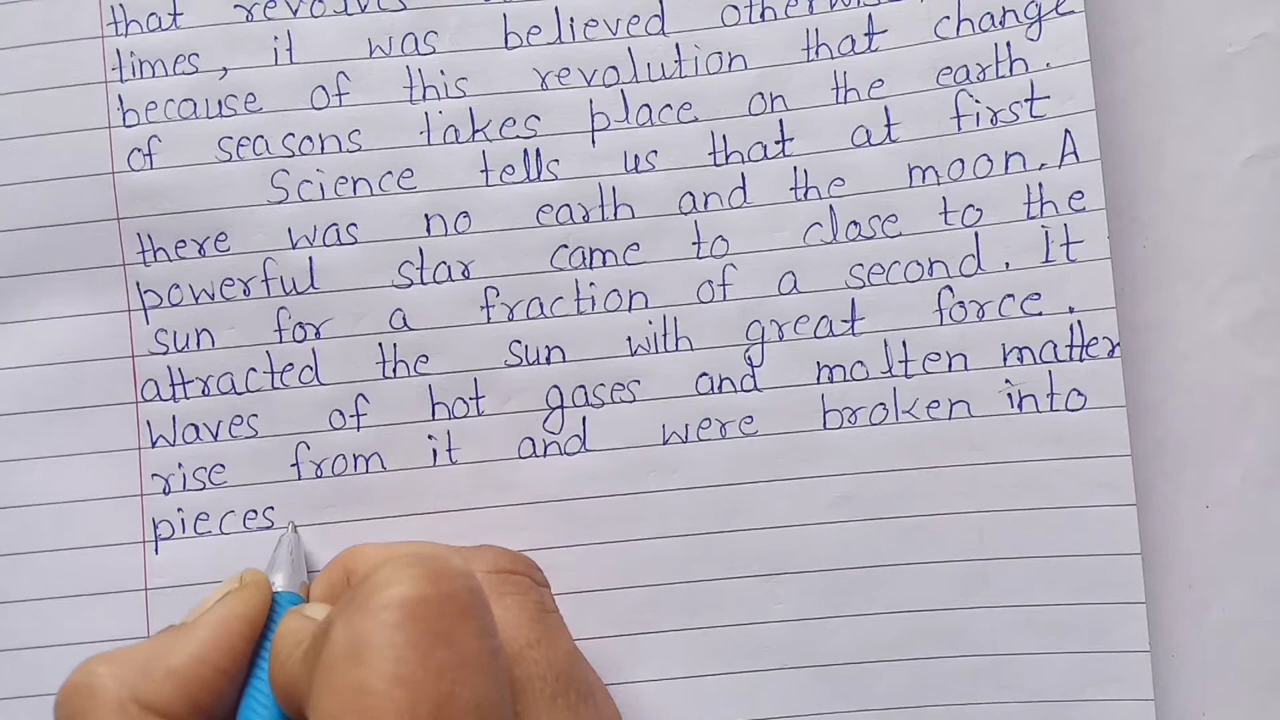 that revolves
times, it was believed otherwise.
because of this revolution that change
of seasons takes place on the earth.
Science tells us that at first
there was no earth and the moon. A
powerful star came to close to the
sun for a fraction of a second. It
attracted the sun with great force.
Waves of hot gases and molten matter
rise from it and were broken into
pieces